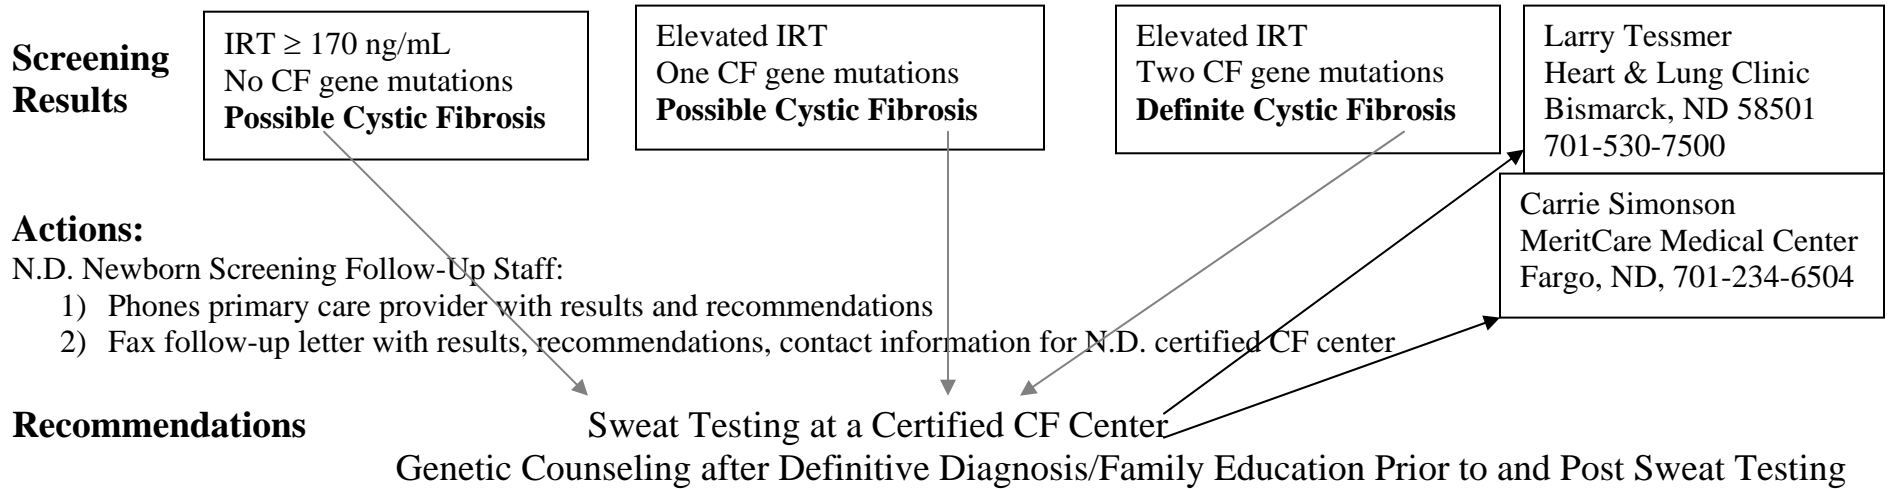 Screening
Results
IRT ≥ 170 ng/mL
No CF gene mutations
Possible Cystic Fibrosis
Elevated IRT
One CF gene mutations
Possible Cystic Fibrosis
Elevated IRT
Two CF gene mutations
Definite Cystic Fibrosis
Larry Tessmer
Heart & Lung Clinic
Bismarck, ND 58501
701-530-7500
Carrie Simonson
MeritCare Medical Center
Fargo, ND, 701-234-6504
Actions:
N.D. Newborn Screening Follow-Up Staff:
1) Phones primary care provider with results and recommendations
2) Fax follow-up letter with results, recommendations, contact information for N.D. certified CF center
Recommendations
Sweat Testing at a Certified CF Center
Genetic Counseling after Definitive Diagnosis/Family Education Prior to and Post Sweat Testing